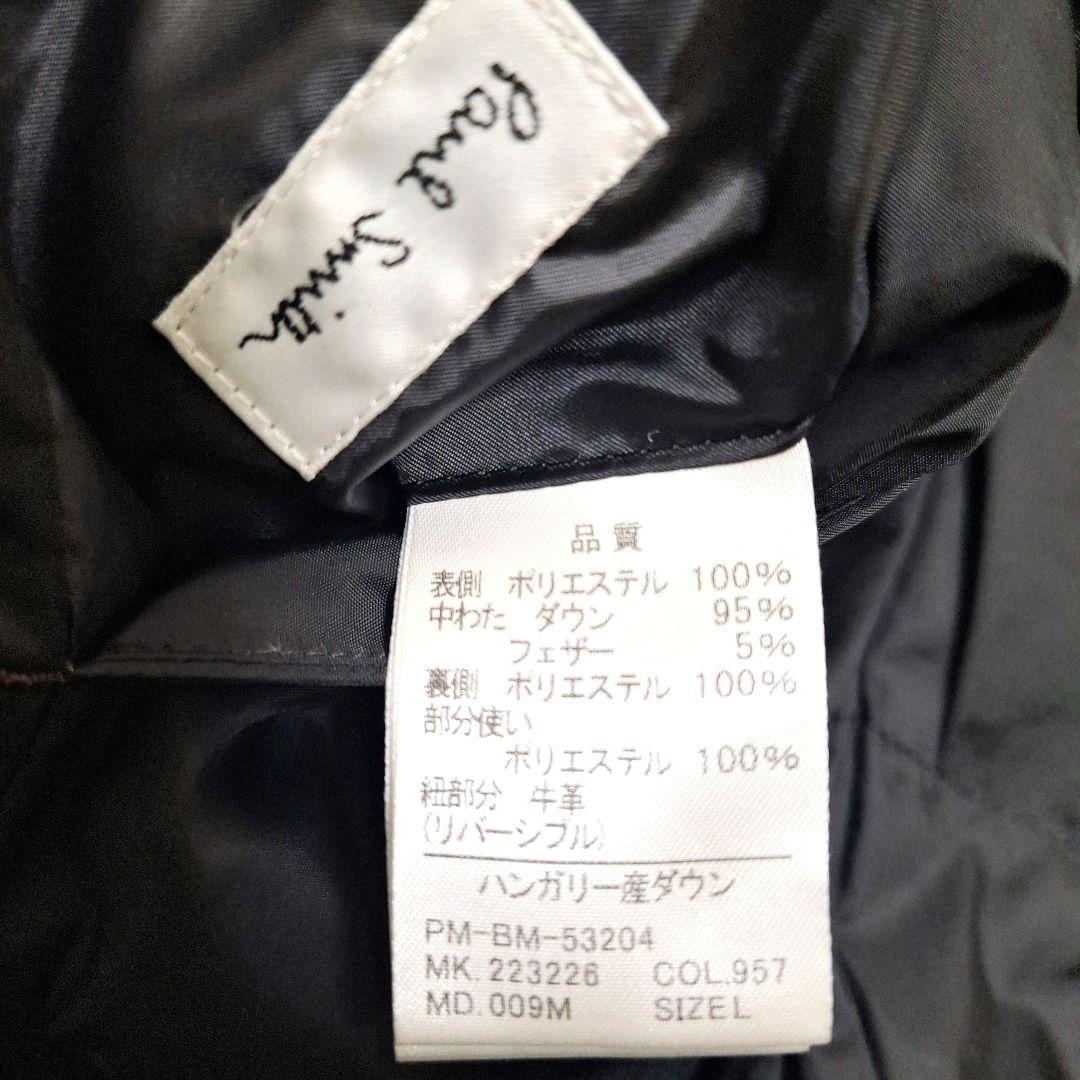 Paul Smith
品質
表側 ポリエステル 100%
中わた ダウン 95%
フェザー 5%
裏側 ポリエステル 100%
部分使い
ポリエステル 100%
紐部分 牛革
(リバーシブル)
ハンガリー産ダウン
PM-BM-53204
MK.223226 COL.957
MD.009M SIZE L